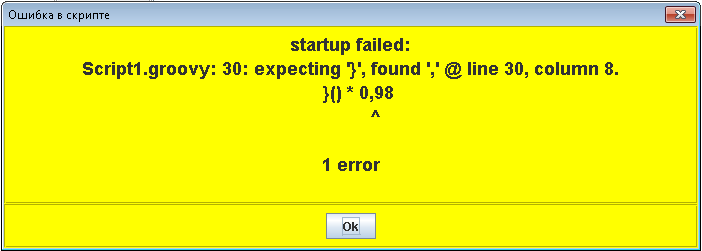 Ошибка в скрипте
startup failed:
Script1.groovy: 30: expecting '}', found ',' @ line 30, column 8.
}() * 0,98
^
1 error
Ok